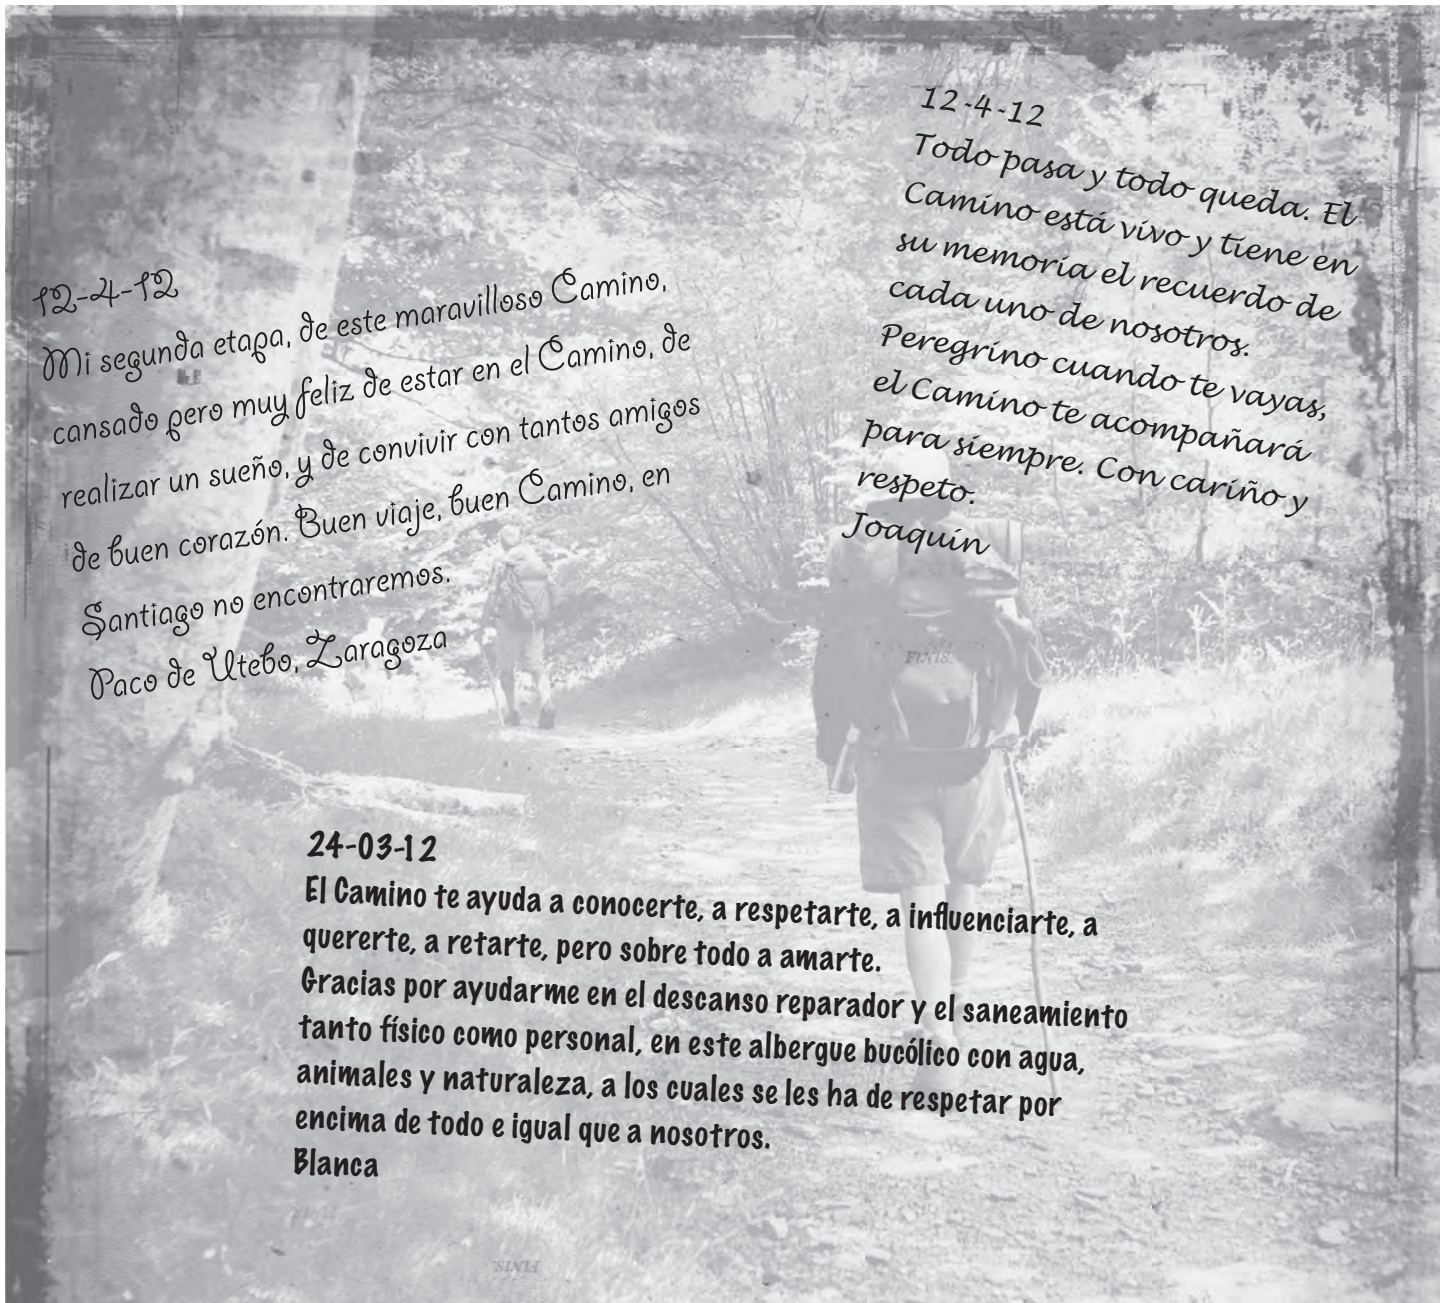 12-4-12
Mi segunda etapa, de este maravilloso Camino,
cansado pero muy feliz de estar en el Camino, de
realizar un sueño, y de convivir con tantos amigos
de buen corazón. Buen viaje, buen Camino, en
Santiago no encontraremos.
Paco de Utebo, Zaragoza
12-4-12
Todo pasa y todo queda. El
Camino está vivo y tiene en
su memoria el recuerdo de
cada uno de nosotros.
Peregrino cuando te vayas,
el Camino te acompañará
para siempre. Con cariño y
respeto.
Joaquín
FINIS.
24-03-12
El Camino te ayuda a conocerte, a respetarte, a influenciarte, a
quererte, a retarte, pero sobre todo a amarte.
Gracias por ayudarme en el descanso reparador y el saneamiento
tanto físico como personal, en este albergue bucólico con agua,
animales y naturaleza, a los cuales se les ha de respetar por
encima de todo e igual que a nosotros.
Blanca
FINIS.